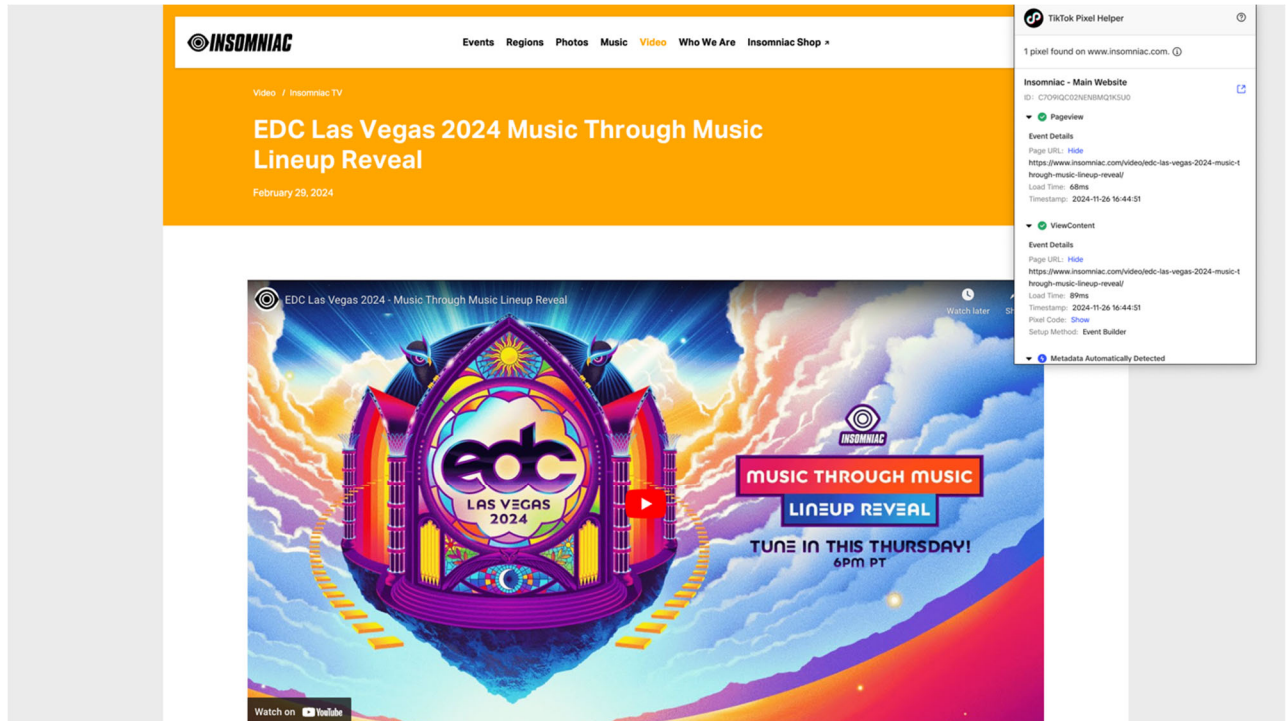 INSOMNIAC
Events Regions Photos Music Video Who We Are Insomniac Shop ↗
Video / Insomniac TV
EDC Las Vegas 2024 Music Through Music
Lineup Reveal
February 29, 2024
EDC Las Vegas 2024 - Music Through Music Lineup Reveal
Watch later
edc
LAS VEGAS
2024
INSOMNIAC
MUSIC THROUGH MUSIC
LINEUP REVEAL
TUNE IN THIS THURSDAY!
6PM PT
Watch on YouTube
TikTok Pixel Helper
1 pixel found on www.insomniac.com.
Insomniac - Main Website
ID: C7O9IQC02NENBMQ1KSU0
Pageview
Event Details
Page URL: Hide
https://www.insomniac.com/video/edc-las-vegas-2024-music-t
hrough-music-lineup-reveal/
Load Time: 68ms
Timestamp: 2024-11-26 16:44:51
ViewContent
Event Details
Page URL: Hide
https://www.insomniac.com/video/edc-las-vegas-2024-music-t
hrough-music-lineup-reveal/
Load Time: 89ms
Timestamp: 2024-11-26 16:44:51
Pixel Code: Show
Setup Method: Event Builder
Metadata Automatically Detected